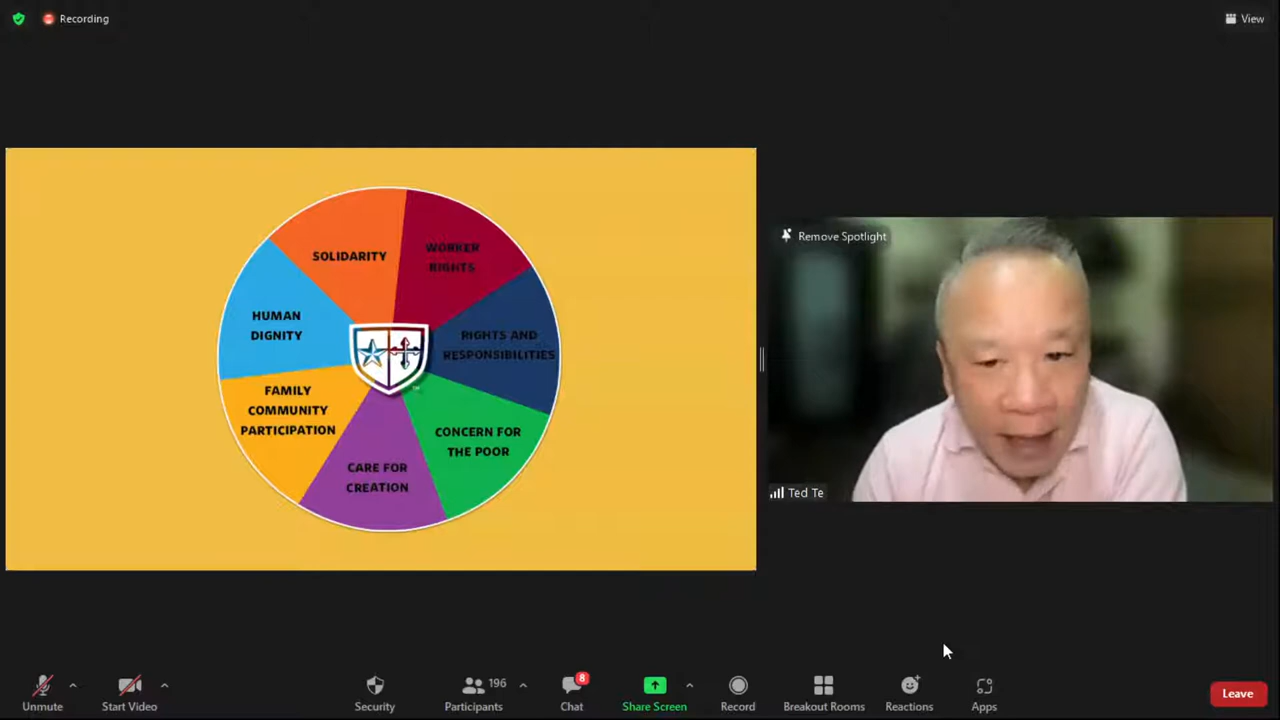 Recording
View
SOLIDARITY
WORKER
RIGHTS
HUMAN
DIGNITY
RIGHTS AND
RESPONSIBILITIES
FAMILY
COMMUNITY
PARTICIPATION
CONCERN FOR
THE POOR
CARE FOR
CREATION
TM
Remove Spotlight
Ted Te
Unmute
Start Video
Security
196
Participants
8
Chat
Share Screen
Record
Breakout Rooms
Reactions
Apps
Leave